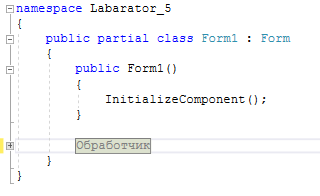 namespace Labarator_5
{
public partial class Form1 : Form
{
public Form1()
{
InitializeComponent();
}
Обработчик
}
}